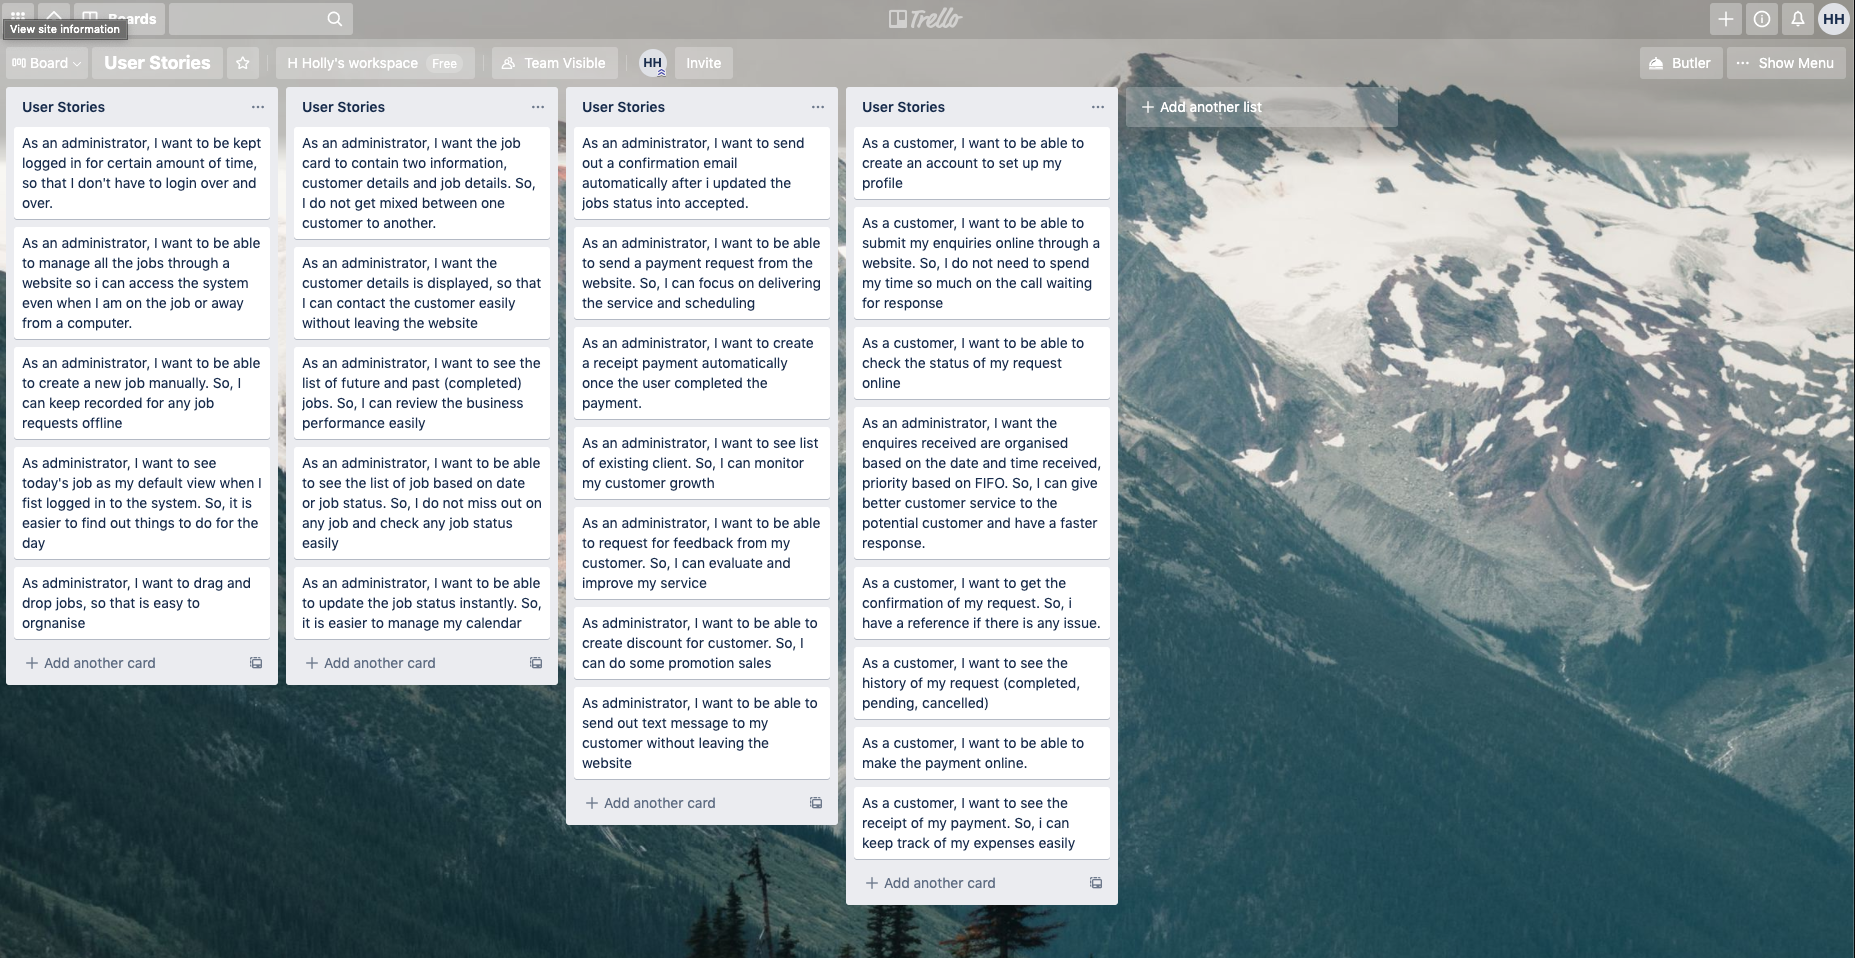 Boards
Trello
HH
View site information
Board
User Stories
H Holly's workspace
Free
Team Visible
HH
Invite
Butler
Show Menu
User Stories
As an administrator, I want to be kept
logged in for certain amount of time,
so that I don't have to login over and
over.
As an administrator, I want to be able
to manage all the jobs through a
website so i can access the system
even when I am on the job or away
from a computer.
As an administrator, I want to be able
to create a new job manually. So, I
can keep recorded for any job
requests offline
As administrator, I want to see
today's job as my default view when I
fist logged in to the system. So, it is
easier to find out things to do for the
day
As administrator, I want to drag and
drop jobs, so that is easy to
orgnanise
Add another card
User Stories
As an administrator, I want the job
card to contain two information,
customer details and job details. So,
I do not get mixed between one
customer to another.
As an administrator, I want the
customer details is displayed, so that
I can contact the customer easily
without leaving the website
As an administrator, I want to see the
list of future and past (completed)
jobs. So, I can review the business
performance easily
As an administrator, I want to be able
to see the list of job based on date
or job status. So, I do not miss out on
any job and check any job status
easily
As an administrator, I want to be able
to update the job status instantly. So,
it is easier to manage my calendar
Add another card
User Stories
As an administrator, I want to send
out a confirmation email
automatically after i updated the
jobs status into accepted.
As an administrator, I want to be able
to send a payment request from the
website. So, I can focus on delivering
the service and scheduling
As an administrator, I want to create
a receipt payment automatically
once the user completed the
payment.
As an administrator, I want to see list
of existing client. So, I can monitor
my customer growth
As an administrator, I want to be able
to request for feedback from my
customer. So, I can evaluate and
improve my service
As administrator, I want to be able to
create discount for customer. So, I
can do some promotion sales
As administrator, I want to be able to
send out text message to my
customer without leaving the
website
Add another card
User Stories
As a customer, I want to be able to
create an account to set up my
profile
As a customer, I want to be able to
submit my enquiries online through a
website. So, I do not need to spend
my time so much on the call waiting
for response
As a customer, I want to be able to
check the status of my request
online
As an administrator, I want the
enquires received are organised
based on the date and time received,
priority based on FIFO. So, I can give
better customer service to the
potential customer and have a faster
response.
As a customer, I want to get the
confirmation of my request. So, i
have a reference if there is any issue.
As a customer, I want to see the
history of my request (completed,
pending, cancelled)
As a customer, I want to be able to
make the payment online.
As a customer, I want to see the
receipt of my payment. So, i can
keep track of my expenses easily
Add another card
Add another list